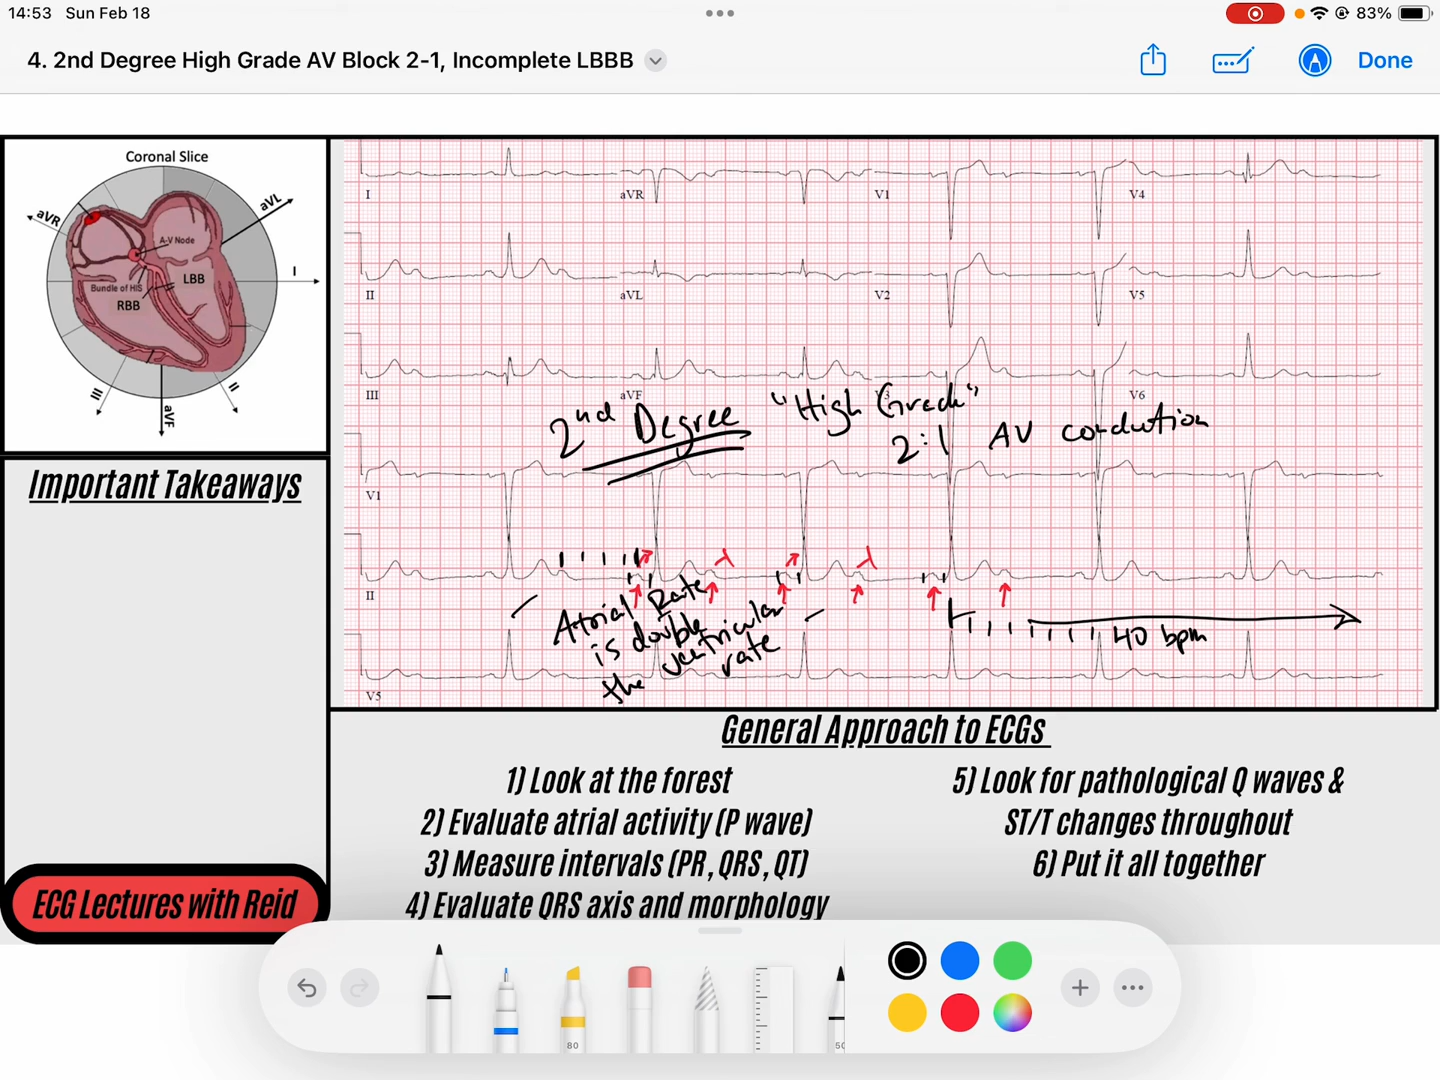 14:53 Sun Feb 18
83%
4. 2nd Degree High Grade AV Block 2-1, Incomplete LBBB
Done
Coronal Slice
aVR
aVL
A-V Node
I
LBB
Bundle of HIS
RBB
III
aVF
II
Important Takeaways
ECG Lectures with Reid
I
aVR
V1
V4
II
aVL
V2
V5
III
aVF
V3
V6
2nd Degree "High Grade"
2:1 AV conduction
V1
II
Atrial Rate
is double
the ventricular
rate
40 bpm
V5
General Approach to ECGs
1) Look at the forest
2) Evaluate atrial activity (P wave)
3) Measure intervals (PR, QRS, QT)
4) Evaluate QRS axis and morphology
5) Look for pathological Q waves &
ST/T changes throughout
6) Put it all together
80
50